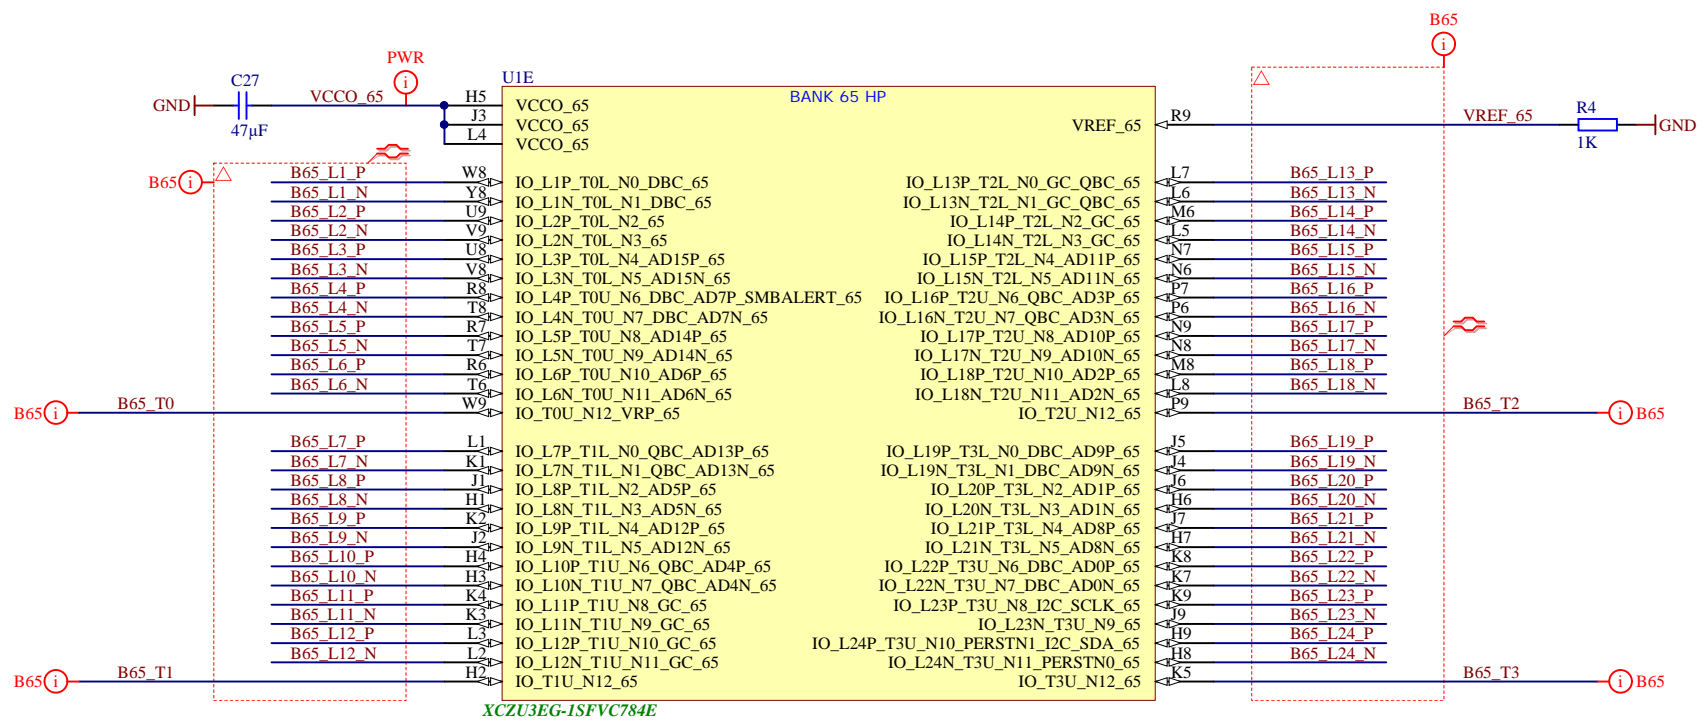 B65
PWR
C27
GND
VCCO_65
47µF
U1E
BANK 65 HP
H5 VCCO_65
J3 VCCO_65
L4 VCCO_65
VREF_65 R9 VREF_65
R4
1K
GND
B65
B65_L1_P W8 IO_L1P_T0L_N0_DBC_65 IO_L13P_T2L_N0_GC_QBC_65 L7 B65_L13_P
B65_L1_N Y8 IO_L1N_T0L_N1_DBC_65 IO_L13N_T2L_N1_GC_QBC_65 L6 B65_L13_N
B65_L2_P U9 IO_L2P_T0L_N2_65 IO_L14P_T2L_N2_GC_65 M6 B65_L14_P
B65_L2_N V9 IO_L2N_T0L_N3_65 IO_L14N_T2L_N3_GC_65 L5 B65_L14_N
B65_L3_P U8 IO_L3P_T0L_N4_AD15P_65 IO_L15P_T2L_N4_AD11P_65 N7 B65_L15_P
B65_L3_N V8 IO_L3N_T0L_N5_AD15N_65 IO_L15N_T2L_N5_AD11N_65 N6 B65_L15_N
B65_L4_P R8 IO_L4P_T0U_N6_DBC_AD7P_SMBALERT_65 IO_L16P_T2U_N6_QBC_AD3P_65 P7 B65_L16_P
B65_L4_N T8 IO_L4N_T0U_N7_DBC_AD7N_65 IO_L16N_T2U_N7_QBC_AD3N_65 P6 B65_L16_N
B65_L5_P R7 IO_L5P_T0U_N8_AD14P_65 IO_L17P_T2U_N8_AD10P_65 N9 B65_L17_P
B65_L5_N T7 IO_L5N_T0U_N9_AD14N_65 IO_L17N_T2U_N9_AD10N_65 N8 B65_L17_N
B65_L6_P R6 IO_L6P_T0U_N10_AD6P_65 IO_L18P_T2U_N10_AD2P_65 M8 B65_L18_P
B65_L6_N T6 IO_L6N_T0U_N11_AD6N_65 IO_L18N_T2U_N11_AD2N_65 L8 B65_L18_N
B65 B65_T0 W9 IO_T0U_N12_VRP_65 IO_T2U_N12_65 P9 B65_T2 B65
B65_L7_P L1 IO_L7P_T1L_N0_QBC_AD13P_65 IO_L19P_T3L_N0_DBC_AD9P_65 J5 B65_L19_P
B65_L7_N K1 IO_L7N_T1L_N1_QBC_AD13N_65 IO_L19N_T3L_N1_DBC_AD9N_65 J4 B65_L19_N
B65_L8_P J1 IO_L8P_T1L_N2_AD5P_65 IO_L20P_T3L_N2_AD1P_65 J6 B65_L20_P
B65_L8_N H1 IO_L8N_T1L_N3_AD5N_65 IO_L20N_T3L_N3_AD1N_65 H6 B65_L20_N
B65_L9_P K2 IO_L9P_T1L_N4_AD12P_65 IO_L21P_T3L_N4_AD8P_65 J7 B65_L21_P
B65_L9_N J2 IO_L9N_T1L_N5_AD12N_65 IO_L21N_T3L_N5_AD8N_65 H7 B65_L21_N
B65_L10_P H4 IO_L10P_T1U_N6_QBC_AD4P_65 IO_L22P_T3U_N6_DBC_AD0P_65 K8 B65_L22_P
B65_L10_N H3 IO_L10N_T1U_N7_QBC_AD4N_65 IO_L22N_T3U_N7_DBC_AD0N_65 K7 B65_L22_N
B65_L11_P K4 IO_L11P_T1U_N8_GC_65 IO_L23P_T3U_N8_I2C_SCLK_65 K9 B65_L23_P
B65_L11_N K3 IO_L11N_T1U_N9_GC_65 IO_L23N_T3U_N9_65 J9 B65_L23_N
B65_L12_P L3 IO_L12P_T1U_N10_GC_65 IO_L24P_T3U_N10_PERSTN1_I2C_SDA_65 H9 B65_L24_P
B65_L12_N L2 IO_L12N_T1U_N11_GC_65 IO_L24N_T3U_N11_PERSTN0_65 H8 B65_L24_N
B65 B65_T1 H2 IO_T1U_N12_65 IO_T3U_N12_65 K5 B65_T3 B65
XCZU3EG-1SFVC784E